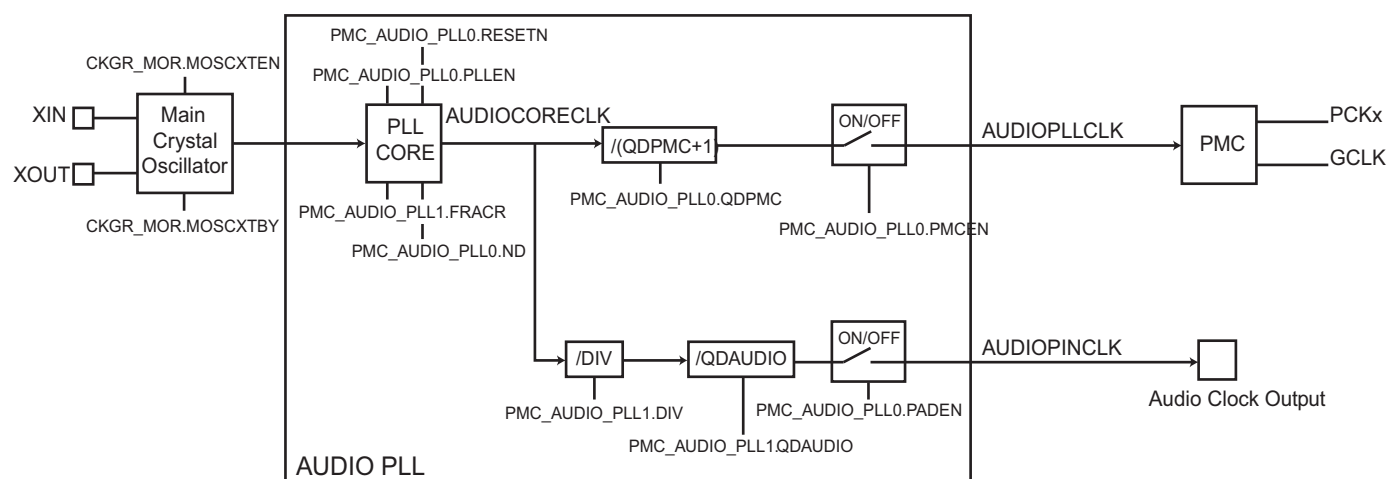 PMC_AUDIO_PLL0.RESETN
CKGR_MOR.MOSCXTEN
PMC_AUDIO_PLL0.PLLEN
XIN
XOUT
Main
Crystal
Oscillator
PLL
CORE
AUDIOCORECLK
/(QDPMC+1)
ON/OFF
AUDIOPLLCLK
PMC
PCKx
GCLK
CKGR_MOR.MOSCXTBY
PMC_AUDIO_PLL1.FRACR
PMC_AUDIO_PLL0.ND
PMC_AUDIO_PLL0.QDPMC
PMC_AUDIO_PLL0.PMCEN
/DIV
/QDAUDIO
ON/OFF
AUDIOPINCLK
Audio Clock Output
PMC_AUDIO_PLL1.DIV
PMC_AUDIO_PLL0.PADEN
PMC_AUDIO_PLL1.QDAUDIO
AUDIO PLL